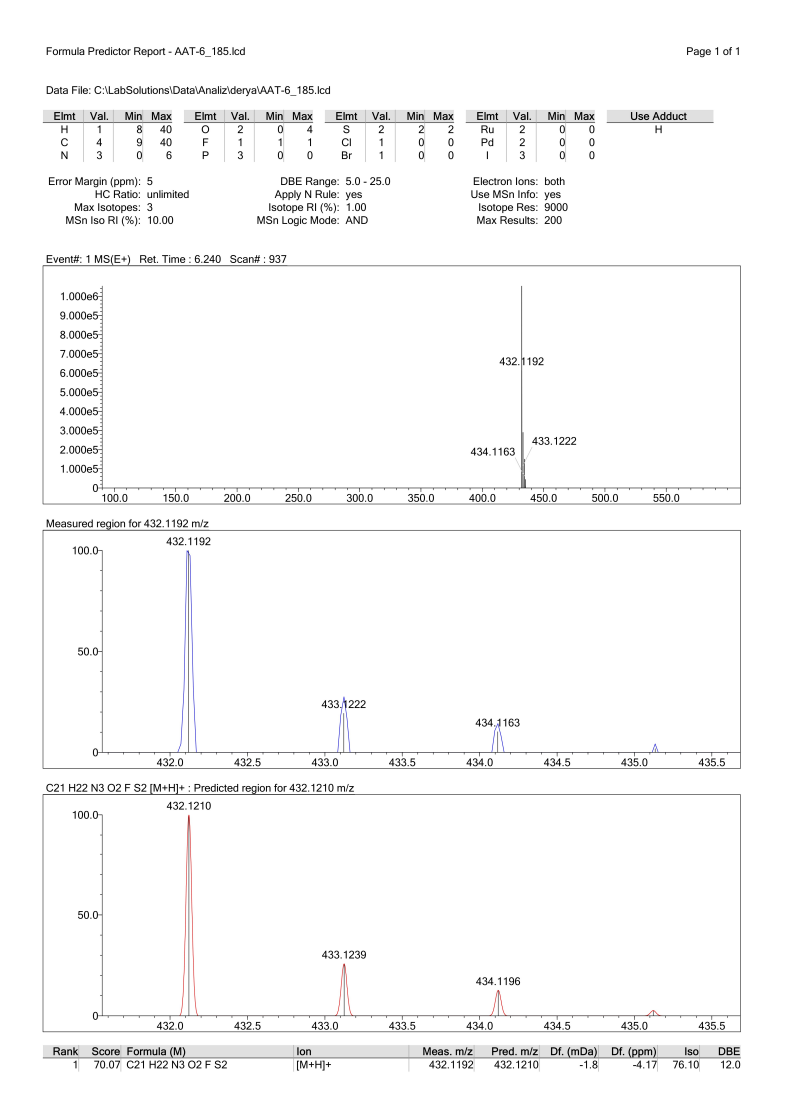 Formula Predictor Report - AAT-6_185.lcd Page 1 of 1
Data File: C:\LabSolutions\Data\Analiz\derya\AAT-6_185.lcd
Elmt Val. Min Max Elmt Val. Min Max Elmt Val. Min Max Elmt Val. Min Max Use Adduct
H 1 8 40 O 2 0 4 S 2 2 2 Ru 2 0 0 H
C 4 9 40 F 1 1 1 Cl 1 0 0 Pd 2 0 0
N 3 0 6 P 3 0 0 Br 1 0 0 I 3 0 0
Error Margin (ppm): 5 DBE Range: 5.0 - 25.0 Electron Ions: both
HC Ratio: unlimited Apply N Rule: yes Use MSn Info: yes
Max Isotopes: 3 Isotope RI (%): 1.00 Isotope Res: 9000
MSn Iso RI (%): 10.00 MSn Logic Mode: AND Max Results: 200
Event#: 1 MS(E+) Ret. Time : 6.240 Scan# : 937
1.000e6
9.000e5
8.000e5
7.000e5
432.1192
6.000e5
5.000e5
4.000e5
3.000e5
433.1222
2.000e5
434.1163
1.000e5
0
100.0 150.0 200.0 250.0 300.0 350.0 400.0 450.0 500.0 550.0
Measured region for 432.1192 m/z
432.1192
100.0
50.0
433.1222
434.1163
0
432.0 432.5 433.0 433.5 434.0 434.5 435.0 435.5
C21 H22 N3 O2 F S2 [M+H]+ : Predicted region for 432.1210 m/z
432.1210
100.0
50.0
433.1239
434.1196
0
432.0 432.5 433.0 433.5 434.0 434.5 435.0 435.5
Rank Score Formula (M) Ion Meas. m/z Pred. m/z Df. (mDa) Df. (ppm) Iso DBE
1 70.07 C21 H22 N3 O2 F S2 [M+H]+ 432.1192 432.1210 -1.8 -4.17 76.10 12.0